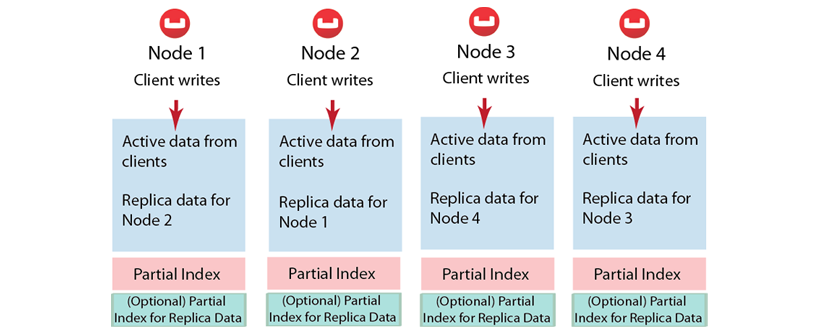 Node 1
Client writes
Active data from
clients
Replica data for
Node 2
Partial Index
(Optional) Partial
Index for Replica Data
Node 2
Client writes
Active data from
clients
Replica data for
Node 1
Partial Index
(Optional) Partial
Index for Replica Data
Node 3
Client writes
Active data from
clients
Replica data for
Node 4
Partial Index
(Optional) Partial
Index for Replica Data
Node 4
Client writes
Active data from
clients
Replica data for
Node 3
Partial Index
(Optional) Partial
Index for Replica Data